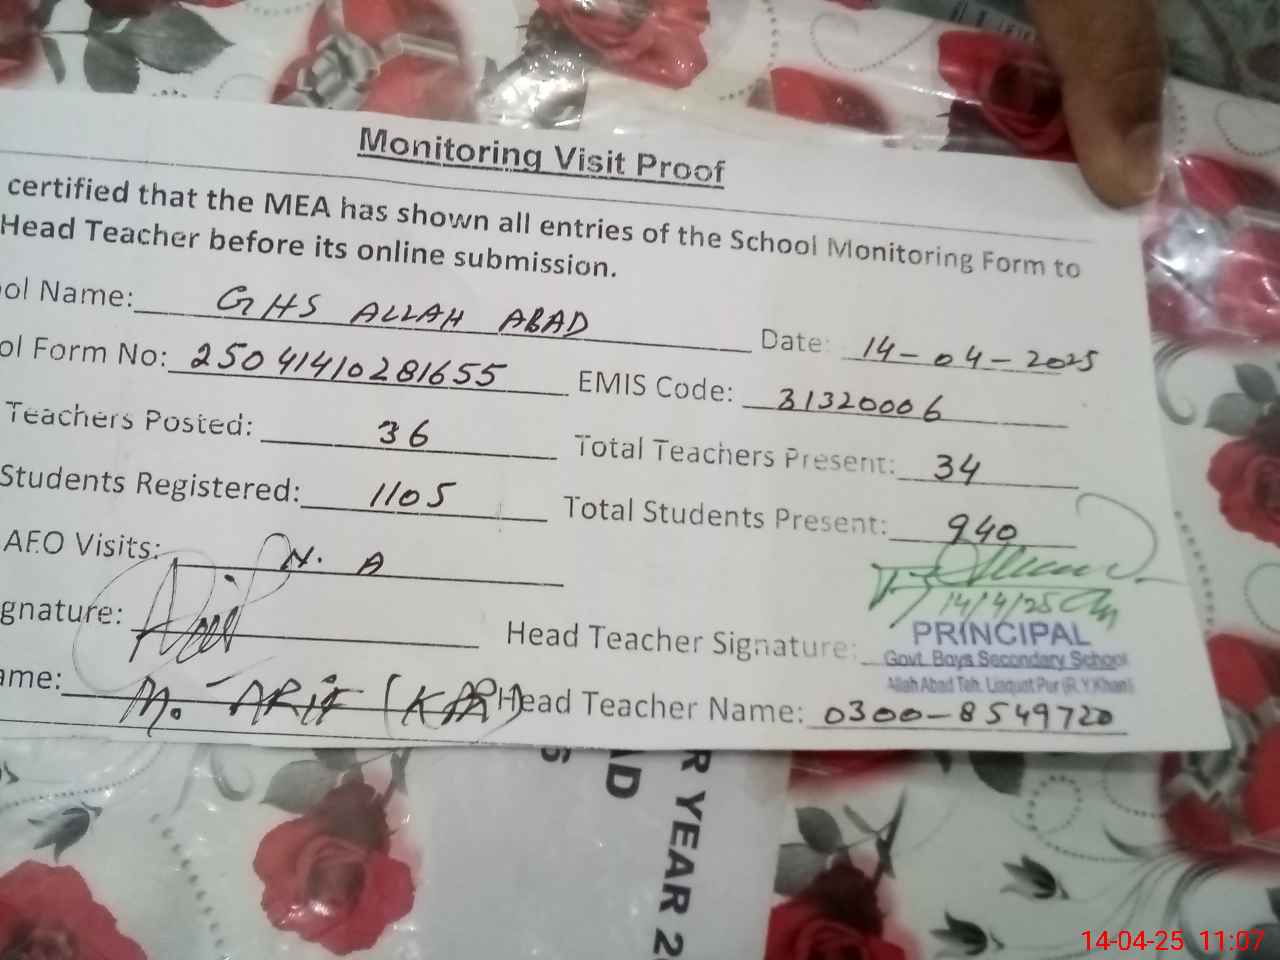 Monitoring Visit Proof
certified that the MEA has shown all entries of the School Monitoring Form to
Head Teacher before its online submission.
ol Name: GHS ALLAH ABAD Date: 14-04-2025
ol Form No: 25041410281655 EMIS Code: 31320006
Teachers Posted: 36 Total Teachers Present: 34
Students Registered: 1105 Total Students Present: 940
AEO Visits: N.A
14/4/25
gnature: Head Teacher Signature:
PRINCIPAL
Govt. Boys Secondary School
Allah Abad Teh. Liaquat Pur (R.Y.Khan)
ame: M. ARIF Head Teacher Name: 0300-8549720
R YEAR 2
AD
S
14-04-25 11:07